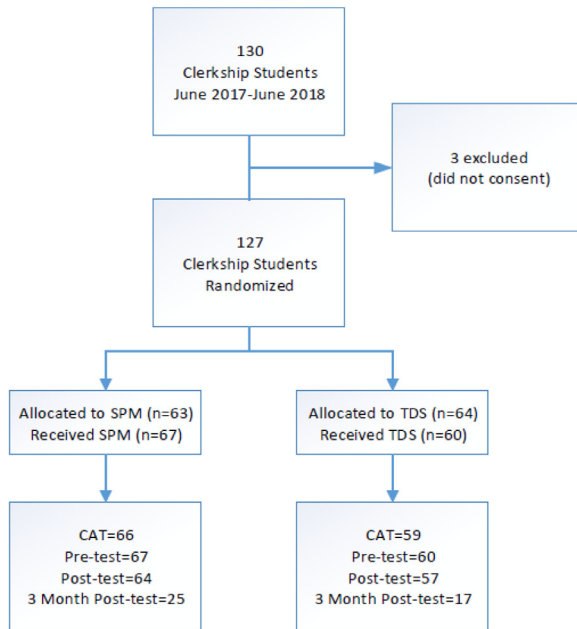 130
Clerkship Students
June 2017-June 2018
3 excluded
(did not consent)
127
Clerkship Students
Randomized
Allocated to SPM (n=63)
Received SPM (n=67)
Allocated to TDS (n=64)
Received TDS (n=60)
CAT=66
Pre-test=67
Post-test=64
3 Month Post-test=25
CAT=59
Pre-test=60
Post-test=57
3 Month Post-test=17